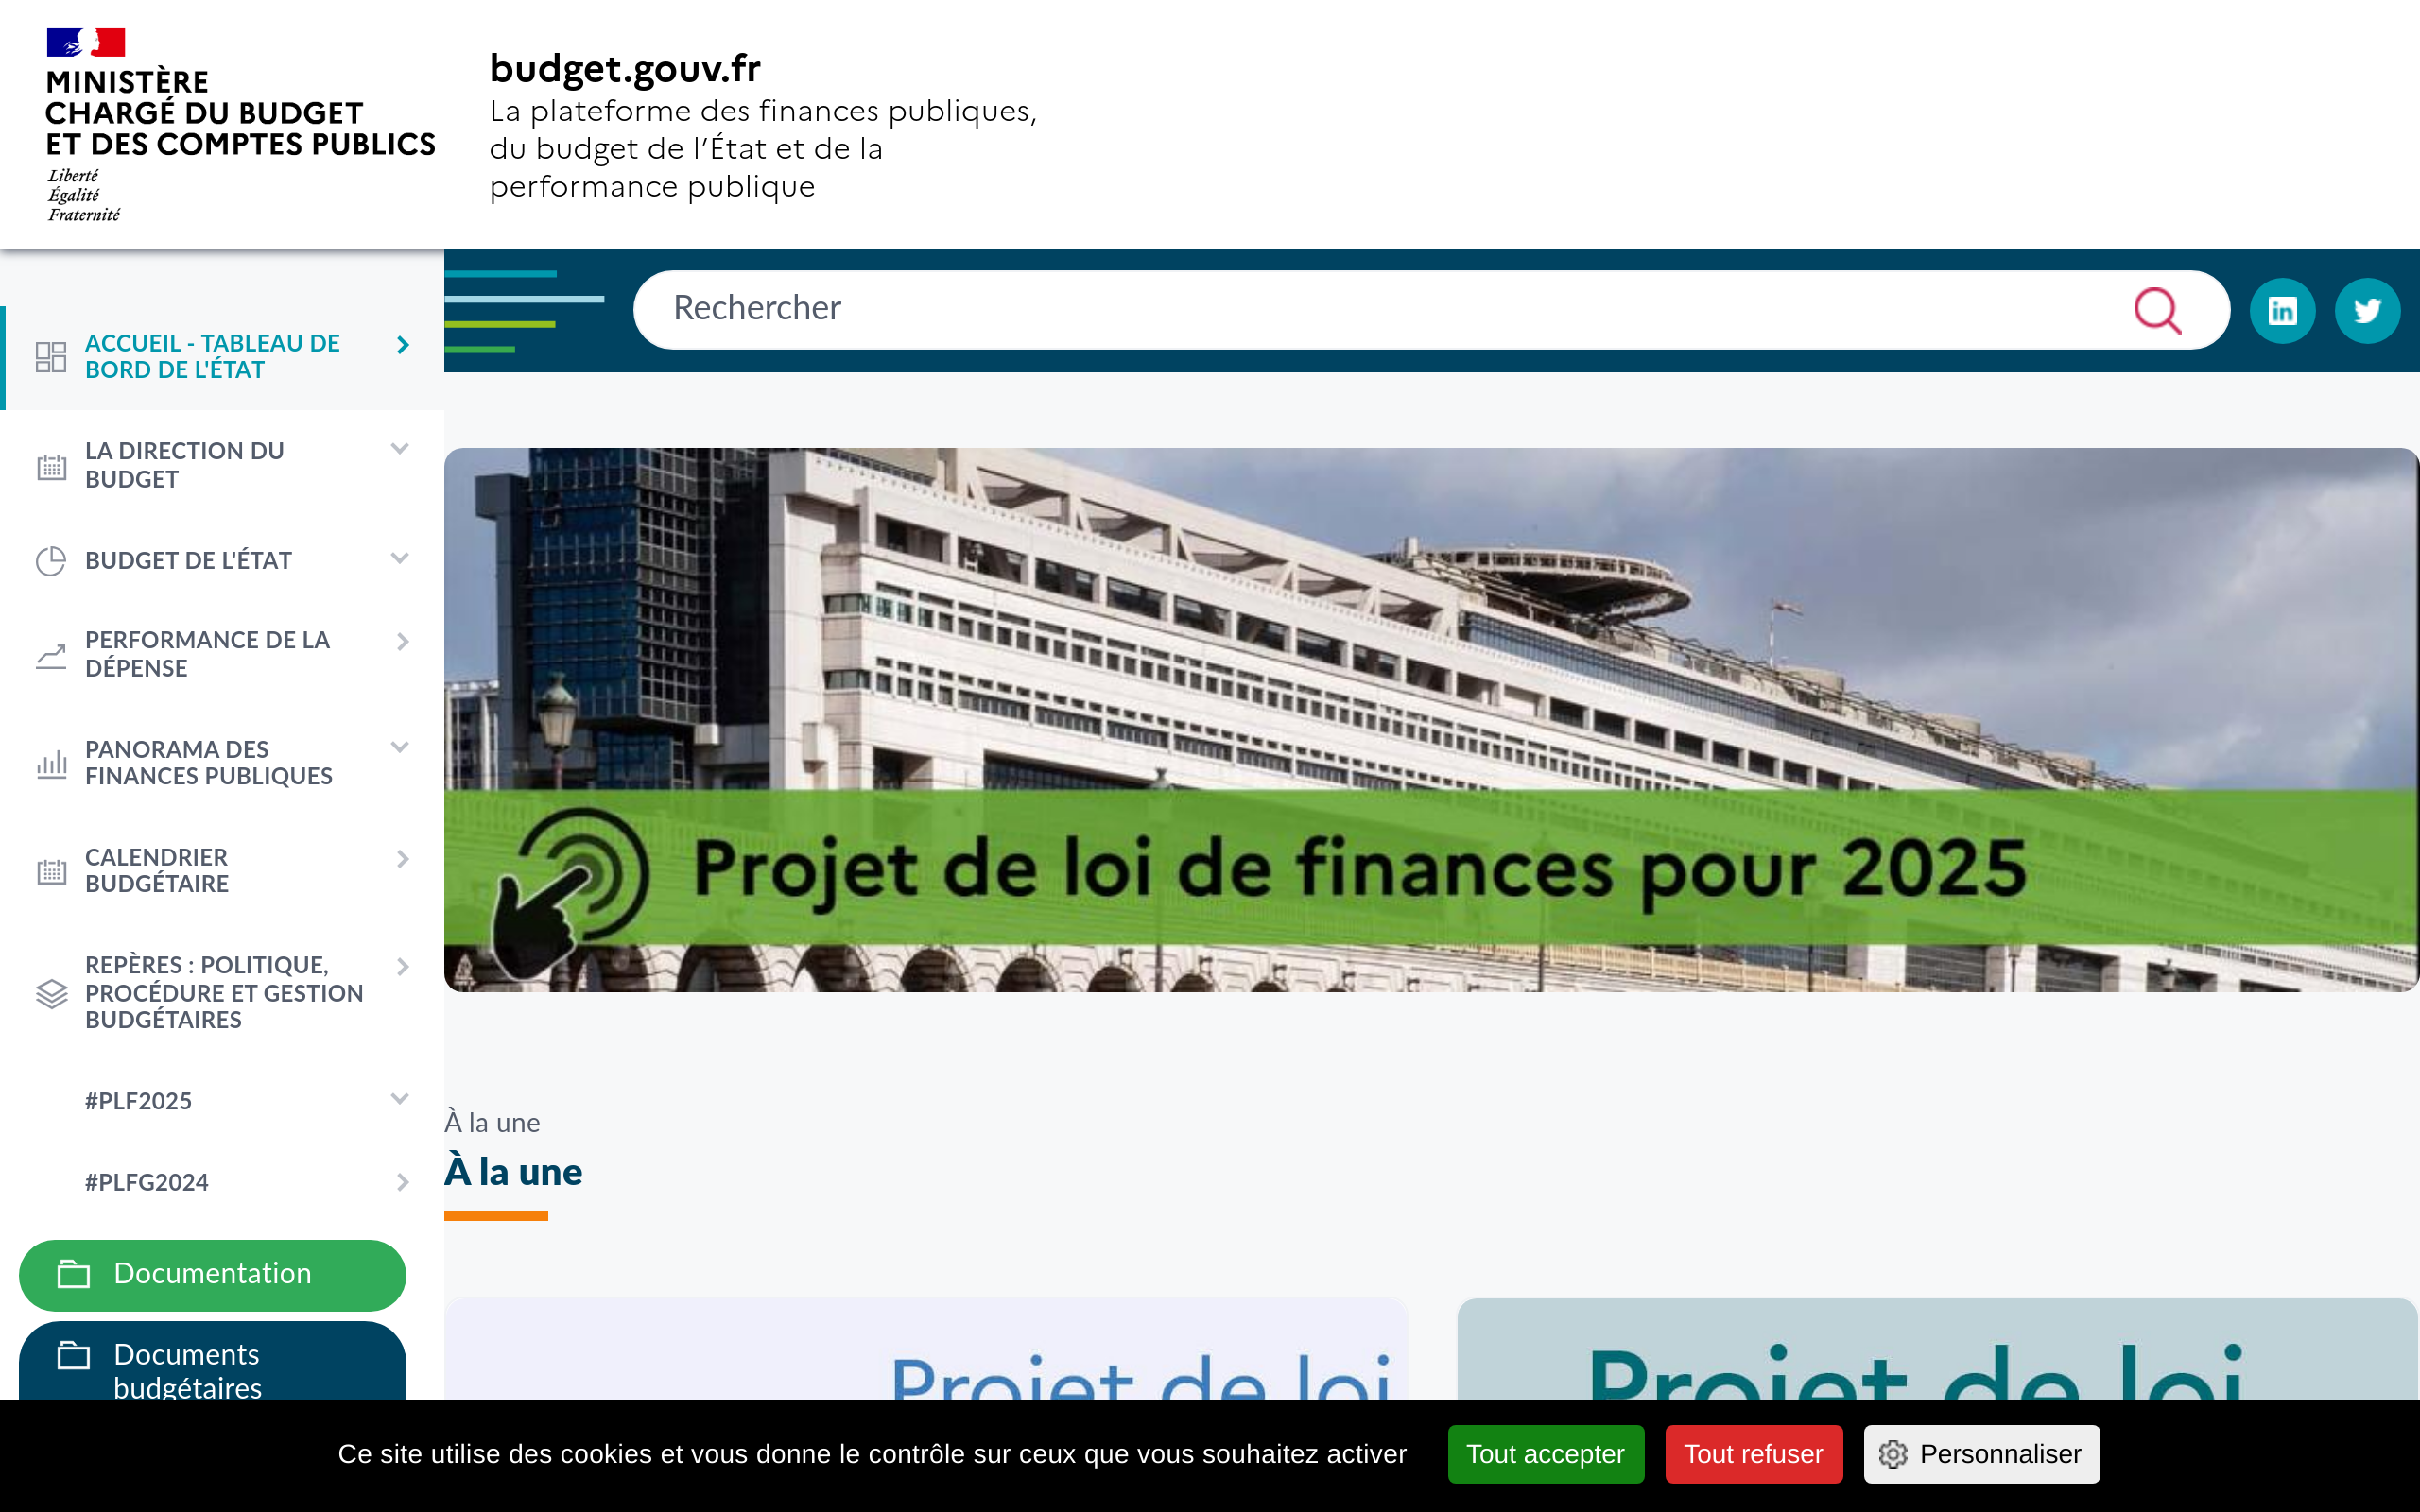 MINISTÈRE
CHARGÉ DU BUDGET
ET DES COMPTES PUBLICS
Liberté
Égalité
Fraternité
budget.gouv.fr
La plateforme des finances publiques,
du budget de l’État et de la
performance publique
Rechercher
ACCUEIL - TABLEAU DE
BORD DE L'ÉTAT
LA DIRECTION DU
BUDGET
BUDGET DE L'ÉTAT
PERFORMANCE DE LA
DÉPENSE
PANORAMA DES
FINANCES PUBLIQUES
CALENDRIER
BUDGÉTAIRE
REPÈRES : POLITIQUE,
PROCÉDURE ET GESTION
BUDGÉTAIRES
#PLF2025
#PLFG2024
Documentation
Documents
budgétaires
Projet de loi de finances pour 2025
À la une
À la une
Projet de loi
Projet de loi
Ce site utilise des cookies et vous donne le contrôle sur ceux que vous souhaitez activer
Tout accepter
Tout refuser
Personnaliser